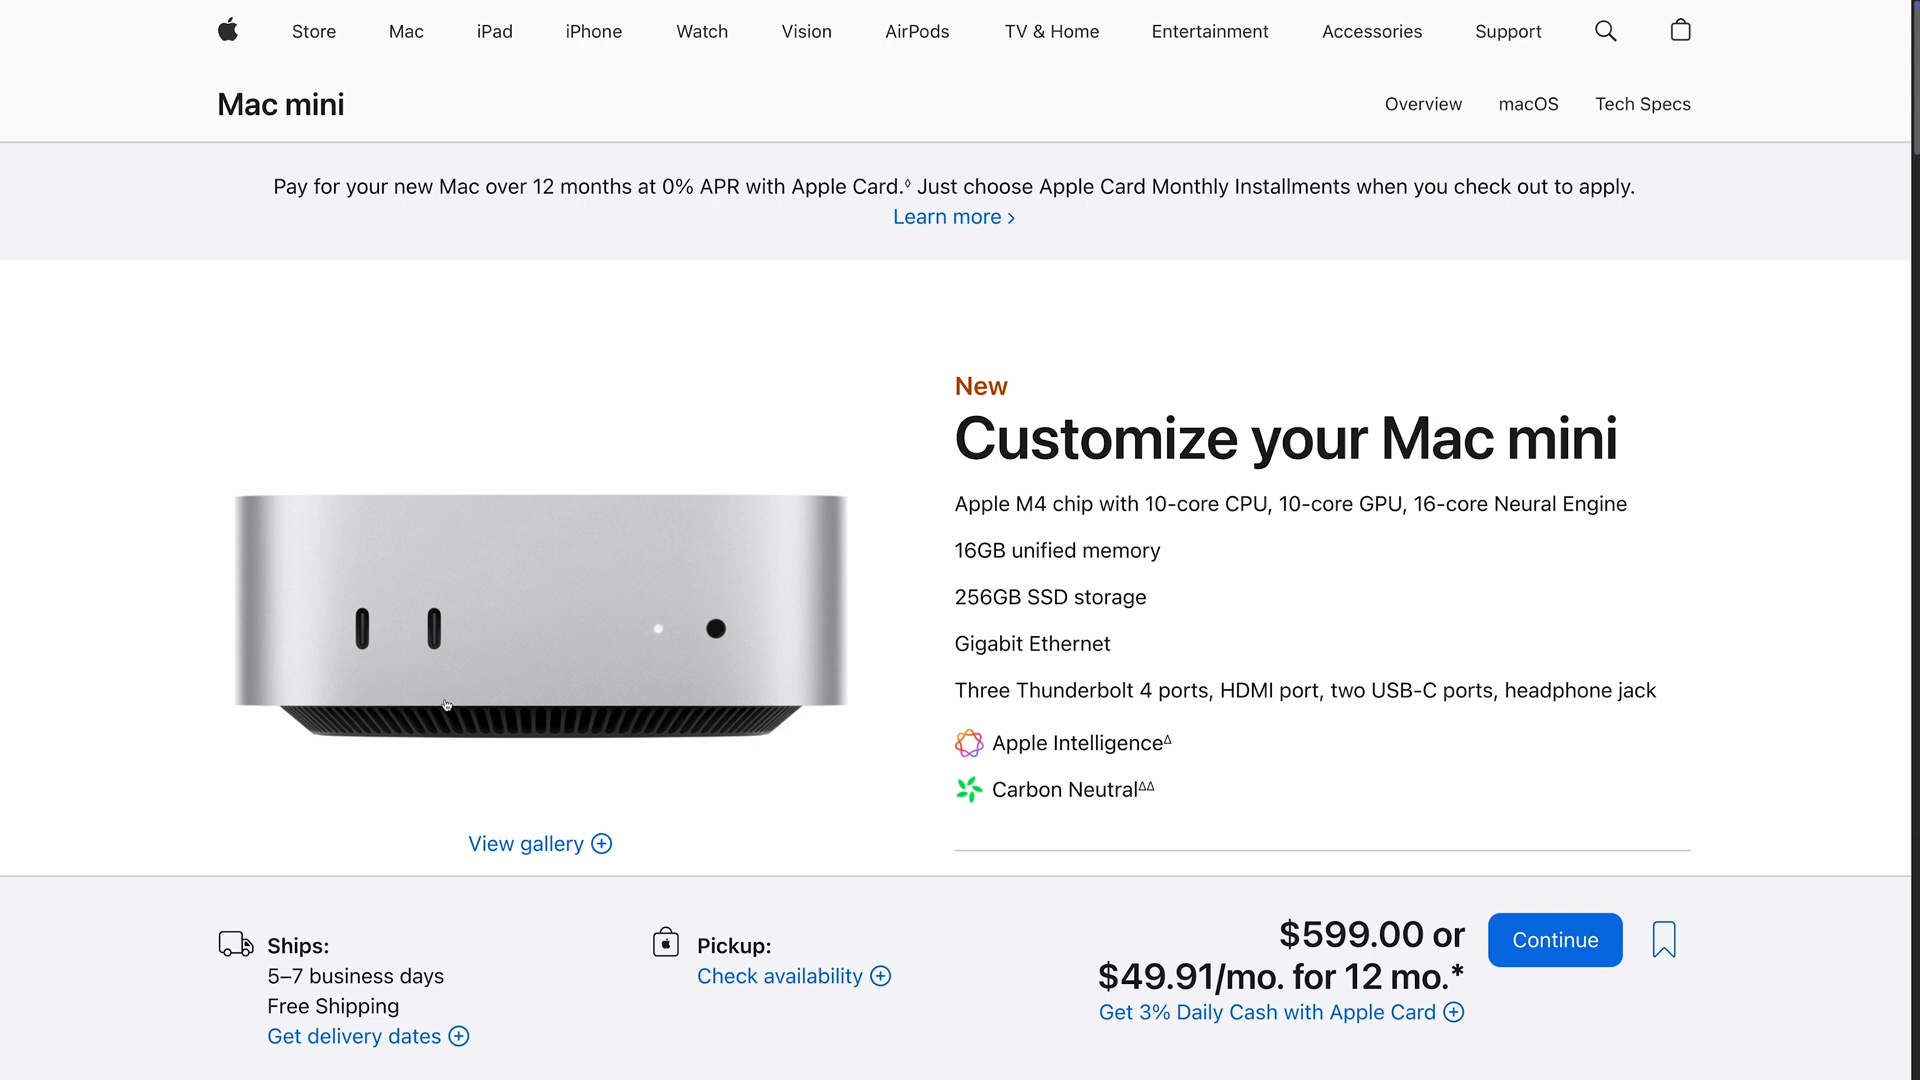 Store Mac iPad iPhone Watch Vision AirPods TV & Home Entertainment Accessories Support
Mac mini
Overview macOS Tech Specs
Pay for your new Mac over 12 months at 0% APR with Apple Card.◊ Just choose Apple Card Monthly Installments when you check out to apply.
Learn more >
New
Customize your Mac mini
Apple M4 chip with 10-core CPU, 10-core GPU, 16-core Neural Engine
16GB unified memory
256GB SSD storage
Gigabit Ethernet
Three Thunderbolt 4 ports, HDMI port, two USB-C ports, headphone jack
Apple IntelligenceΔ
Carbon NeutralΔΔ
View gallery
Ships:
5–7 business days
Free Shipping
Get delivery dates
Pickup:
Check availability
$599.00 or
$49.91/mo. for 12 mo.*
Get 3% Daily Cash with Apple Card
Continue